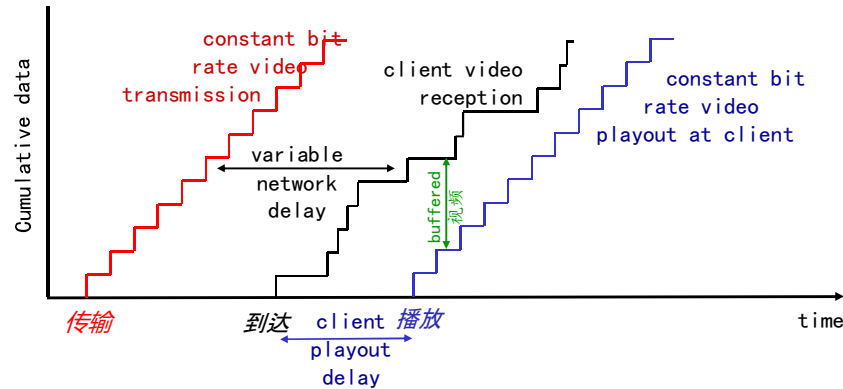 constant bit
rate video
transmission
client video
reception
constant bit
rate video
playout at client
variable
network
delay
buffered
视频
Cumulative data
传输
到达
client
播放
playout
delay
time